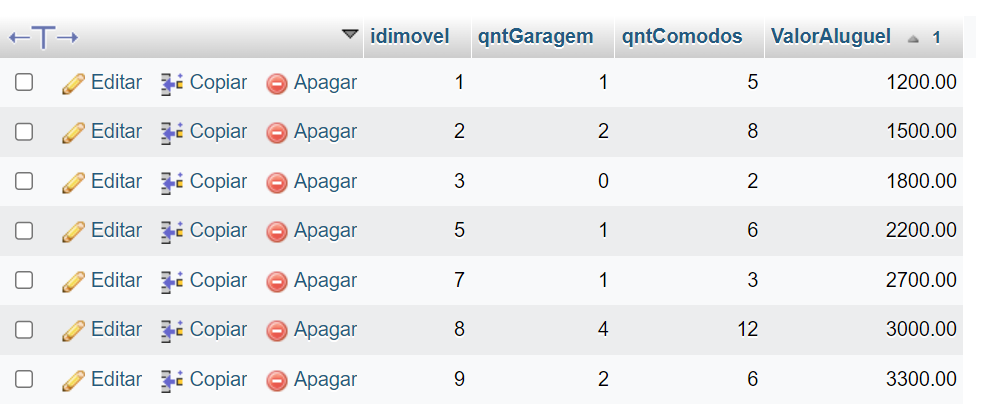 ←T→ idimovel qntGaragem qntComodos ValorAluguel 1
Editar Copiar Apagar 1 1 5 1200.00
Editar Copiar Apagar 2 2 8 1500.00
Editar Copiar Apagar 3 0 2 1800.00
Editar Copiar Apagar 5 1 6 2200.00
Editar Copiar Apagar 7 1 3 2700.00
Editar Copiar Apagar 8 4 12 3000.00
Editar Copiar Apagar 9 2 6 3300.00